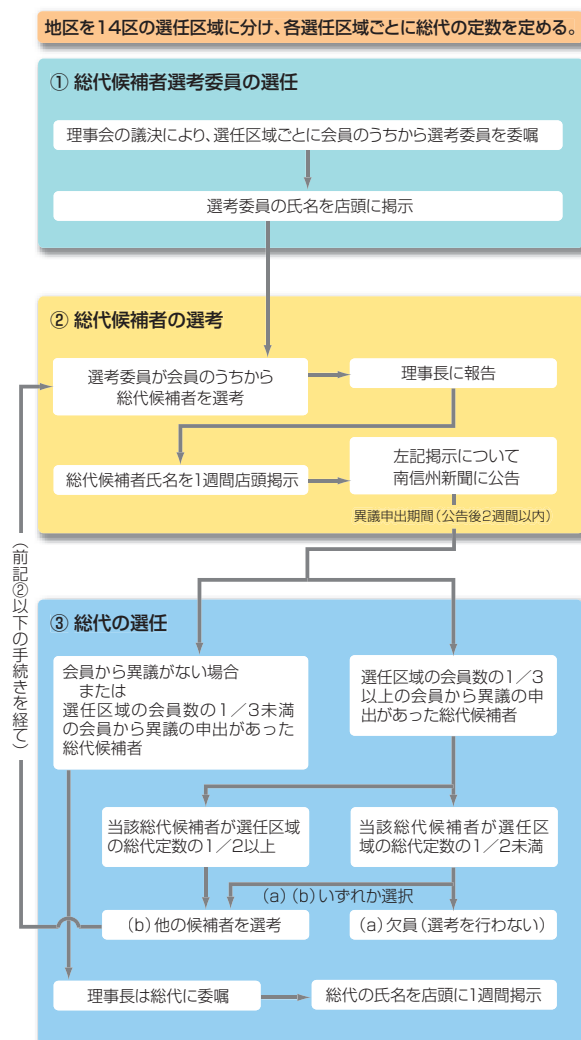 地区を14区の選任区域に分け、各選任区域ごとに総代の定数を定める。
① 総代候補者選考委員の選任
理事会の議決により、選任区域ごとに会員のうちから選考委員を委嘱
選考委員の氏名を店頭に掲示
② 総代候補者の選考
選考委員が会員のうちから
総代候補者を選考
理事長に報告
総代候補者氏名を1週間店頭掲示
左記掲示について
南信州新聞に公告
異議申出期間（公告後2週間以内）
（前記②以下の手続きを経て）
③ 総代の選任
会員から異議がない場合
または
選任区域の会員数の1／3未満
の会員から異議の申出があった
総代候補者
選任区域の会員数の1／3
以上の会員から異議の申
出があった総代候補者
当該総代候補者が選任区域
の総代定数の1／2以上
当該総代候補者が選任区
域の総代定数の1／2未満
(a) (b) いずれか選択
(b) 他の候補者を選考
(a) 欠員（選考を行わない）
理事長は総代に委嘱
総代の氏名を店頭に1週間掲示